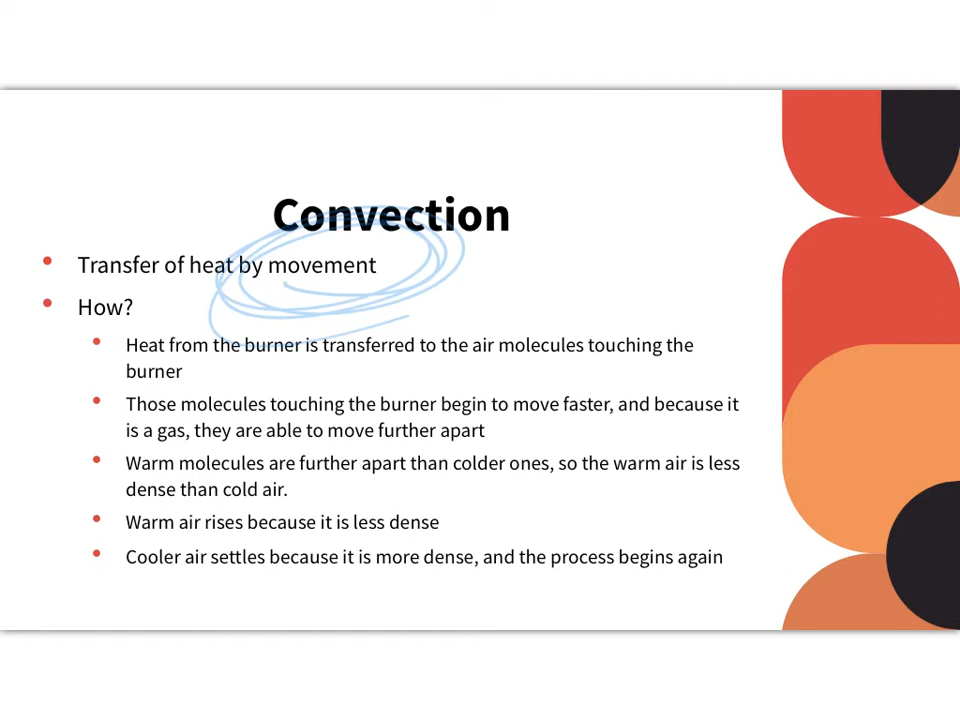 Convection
• Transfer of heat by movement
• How?
• Heat from the burner is transferred to the air molecules touching the
burner
• Those molecules touching the burner begin to move faster, and because it
is a gas, they are able to move further apart
• Warm molecules are further apart than colder ones, so the warm air is less
dense than cold air.
• Warm air rises because it is less dense
• Cooler air settles because it is more dense, and the process begins again